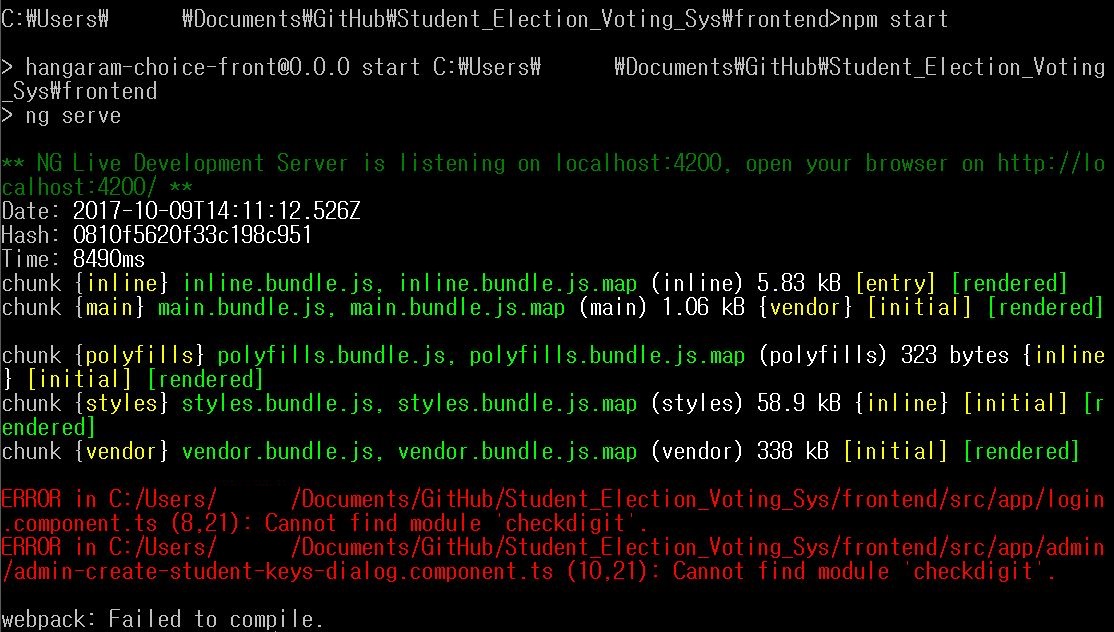 C:₩Users₩      ₩Documents₩GitHub₩Student_Election_Voting_Sys₩frontend>npm start
> hangaram-choice-front@0.0.0 start C:₩Users₩      ₩Documents₩GitHub₩Student_Election_Voting
_Sys₩frontend
> ng serve
** NG Live Development Server is listening on localhost:4200, open your browser on http://lo
calhost:4200/ **
Date: 2017-10-09T14:11:12.526Z
Hash: 0810f5620f33c198c951
Time: 8490ms
chunk {inline} inline.bundle.js, inline.bundle.js.map (inline) 5.83 kB [entry] [rendered]
chunk {main} main.bundle.js, main.bundle.js.map (main) 1.06 kB {vendor} [initial] [rendered]
chunk {polyfills} polyfills.bundle.js, polyfills.bundle.js.map (polyfills) 323 bytes {inline
} [initial] [rendered]
chunk {styles} styles.bundle.js, styles.bundle.js.map (styles) 58.9 kB {inline} [initial] [r
endered]
chunk {vendor} vendor.bundle.js, vendor.bundle.js.map (vendor) 338 kB [initial] [rendered]
ERROR in C:/Users/      /Documents/GitHub/Student_Election_Voting_Sys/frontend/src/app/login
.component.ts (8,21): Cannot find module 'checkdigit'.
ERROR in C:/Users/      /Documents/GitHub/Student_Election_Voting_Sys/frontend/src/app/admin
/admin-create-student-keys-dialog.component.ts (10,21): Cannot find module 'checkdigit'.
webpack: Failed to compile.